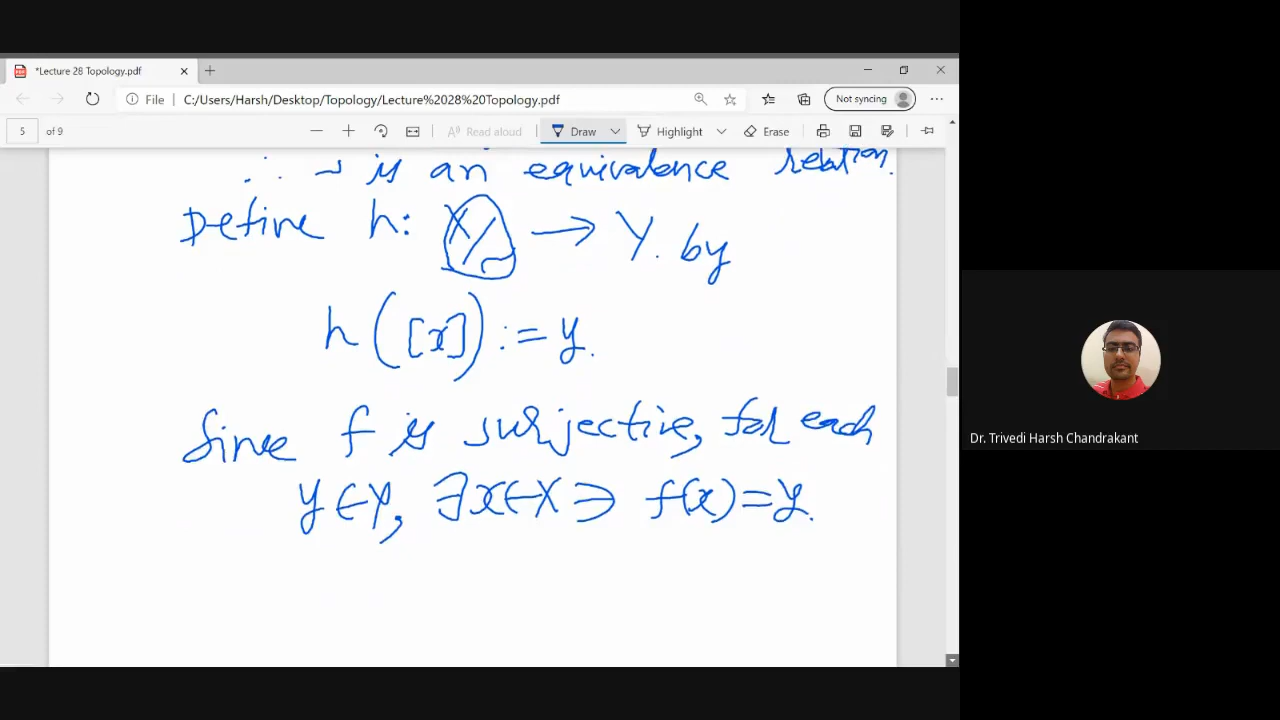 *Lecture 28 Topology.pdf
File C:/Users/Harsh/Desktop/Topology/Lecture%2028%20Topology.pdf Not syncing
5 of 9 Read aloud Draw Highlight Erase
∴ ~ is an equivalence relation.
Define h: X/~ → Y. by
h([x]) := y.
Since f is surjective, for each
y ∈ Y, ∃ x ∈ X ∋ f(x) = y.
Dr. Trivedi Harsh Chandrakant